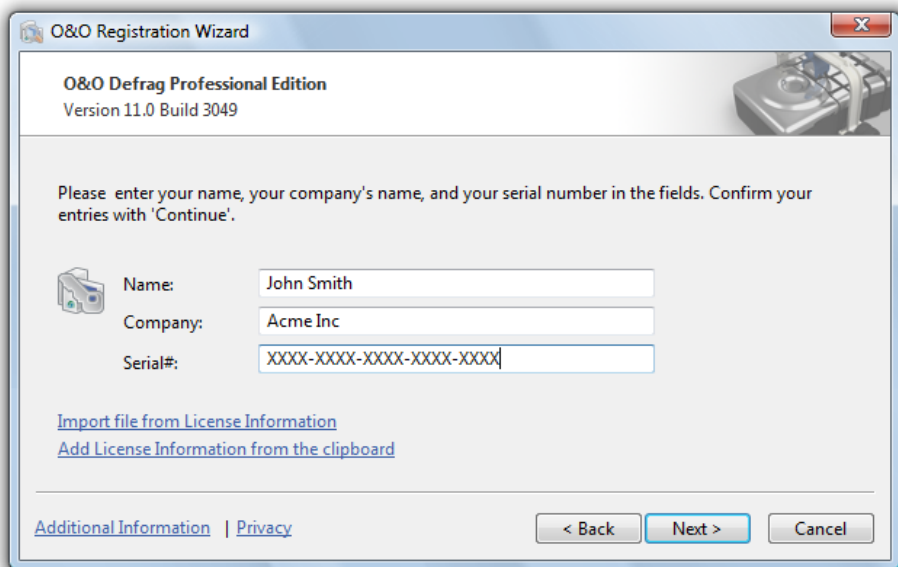 O&O Registration Wizard
O&O Defrag Professional Edition
Version 11.0 Build 3049
Please  enter your name, your company's name, and your serial number in the fields. Confirm your
entries with 'Continue'.
Name: John Smith
Company: Acme Inc
Serial#: XXXX-XXXX-XXXX-XXXX-XXXX
Import file from License Information
Add License Information from the clipboard
Additional Information | Privacy < Back Next > Cancel